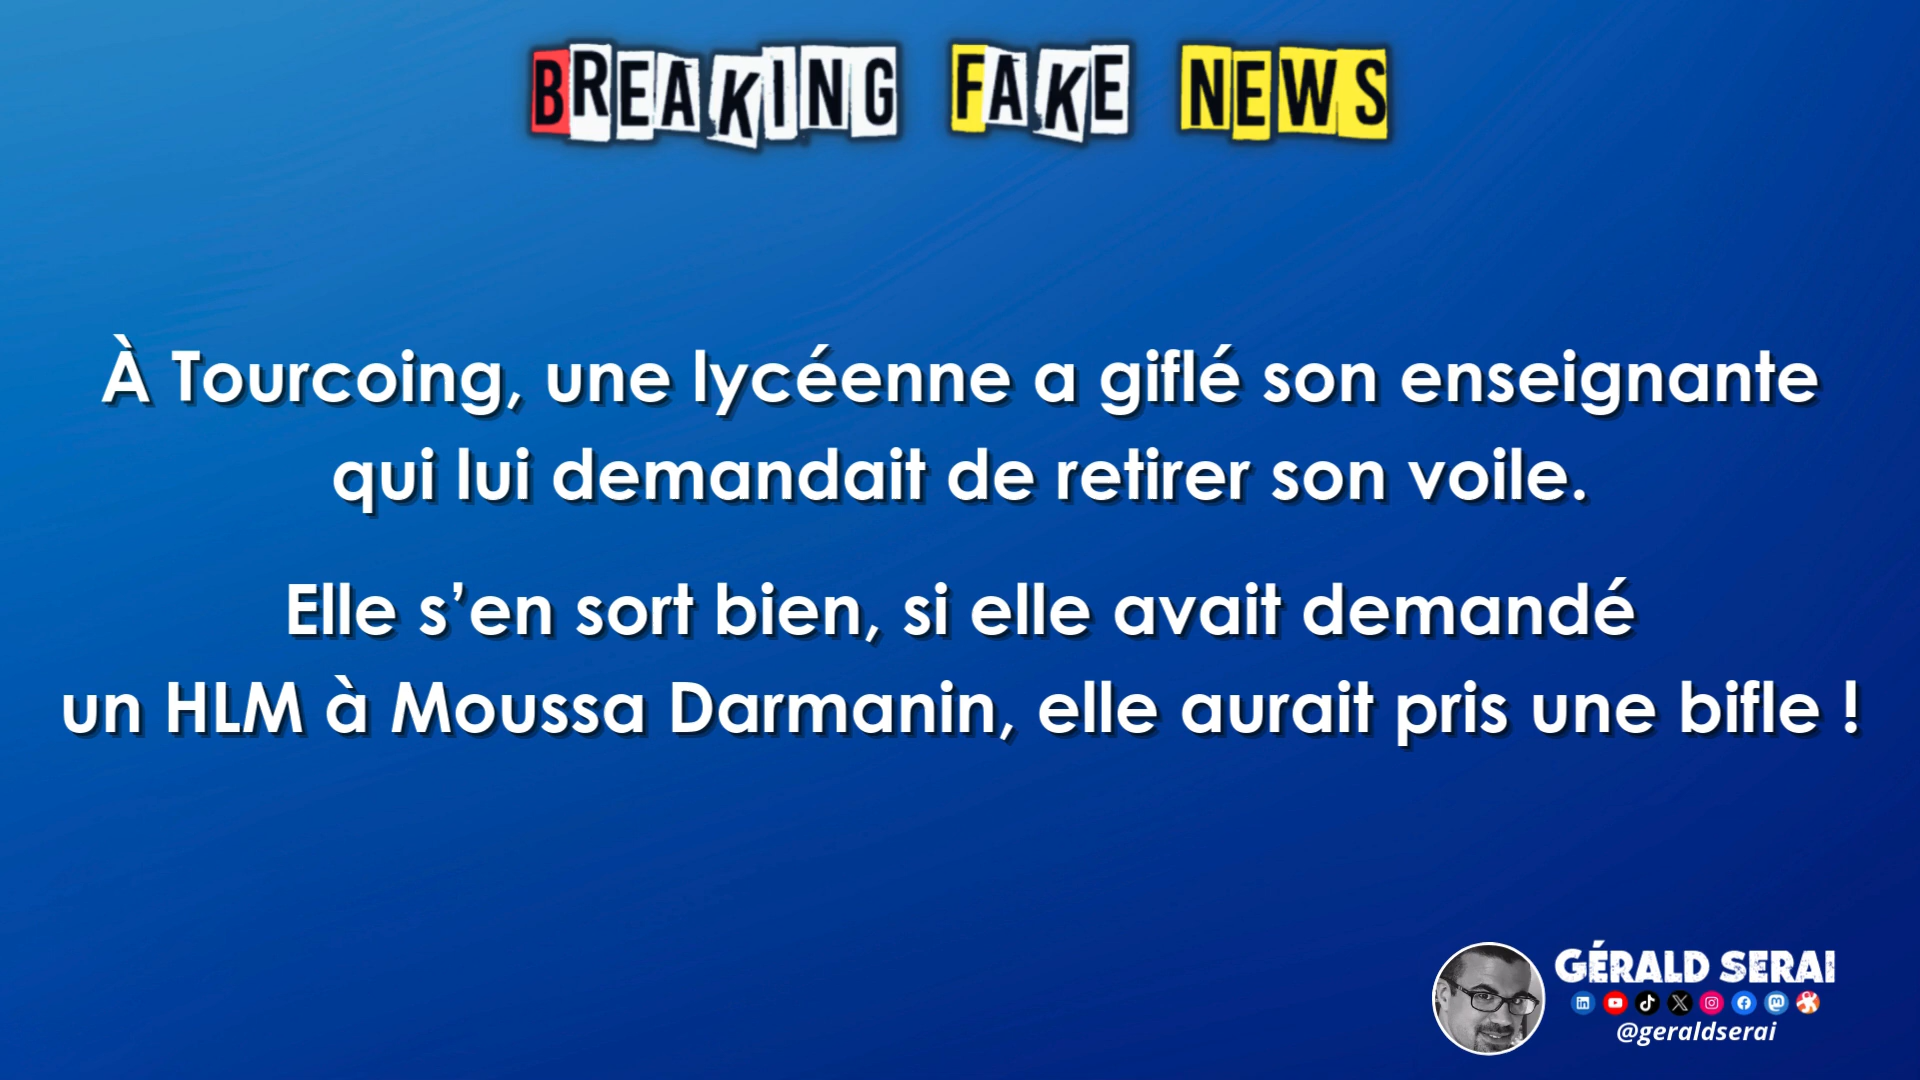 BREAKING FAKE NEWS
À Tourcoing, une lycéenne a giflé son enseignante
qui lui demandait de retirer son voile.
Elle s’en sort bien, si elle avait demandé
un HLM à Moussa Darmanin, elle aurait pris une bifle !
GÉRALD SERAI
@geraldserai